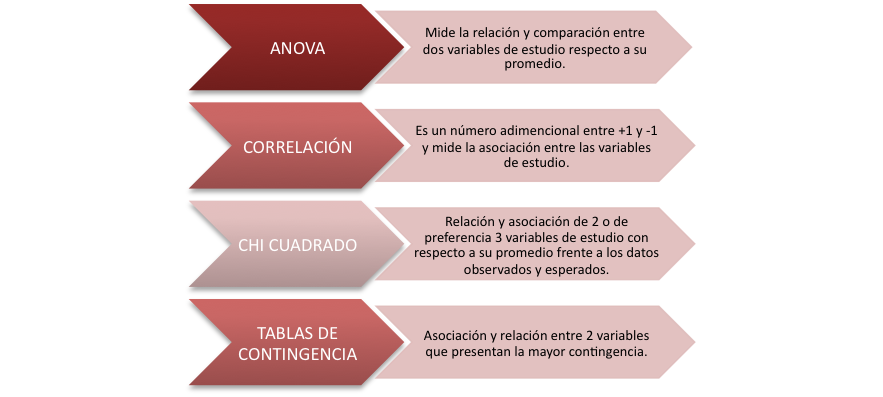 ANOVA
Mide la relación y comparación entre
dos variables de estudio respecto a su
promedio.
CORRELACIÓN
Es un número adimencional entre +1 y -1
y mide la asociación entre las variables
de estudio.
CHI CUADRADO
Relación y asociación de 2 o de
preferencia 3 variables de estudio con
respecto a su promedio frente a los datos
observados y esperados.
TABLAS DE
CONTINGENCIA
Asociación y relación entre 2 variables
que presentan la mayor contingencia.